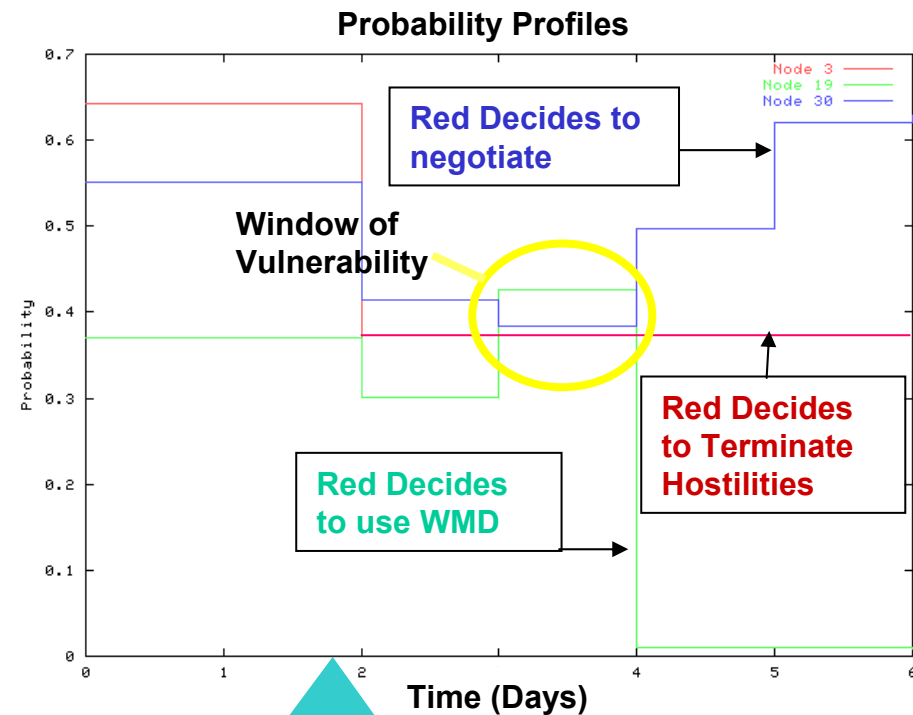 Probability Profiles
0.7
0.6
0.5
0.4
0.3
0.2
0.1
0
Probability
Node 3
Node 19
Node 30
Red Decides to
negotiate
Window of
Vulnerability
Red Decides
to Terminate
Hostilities
Red Decides
to use WMD
0
1
2
3
4
5
6
Time (Days)